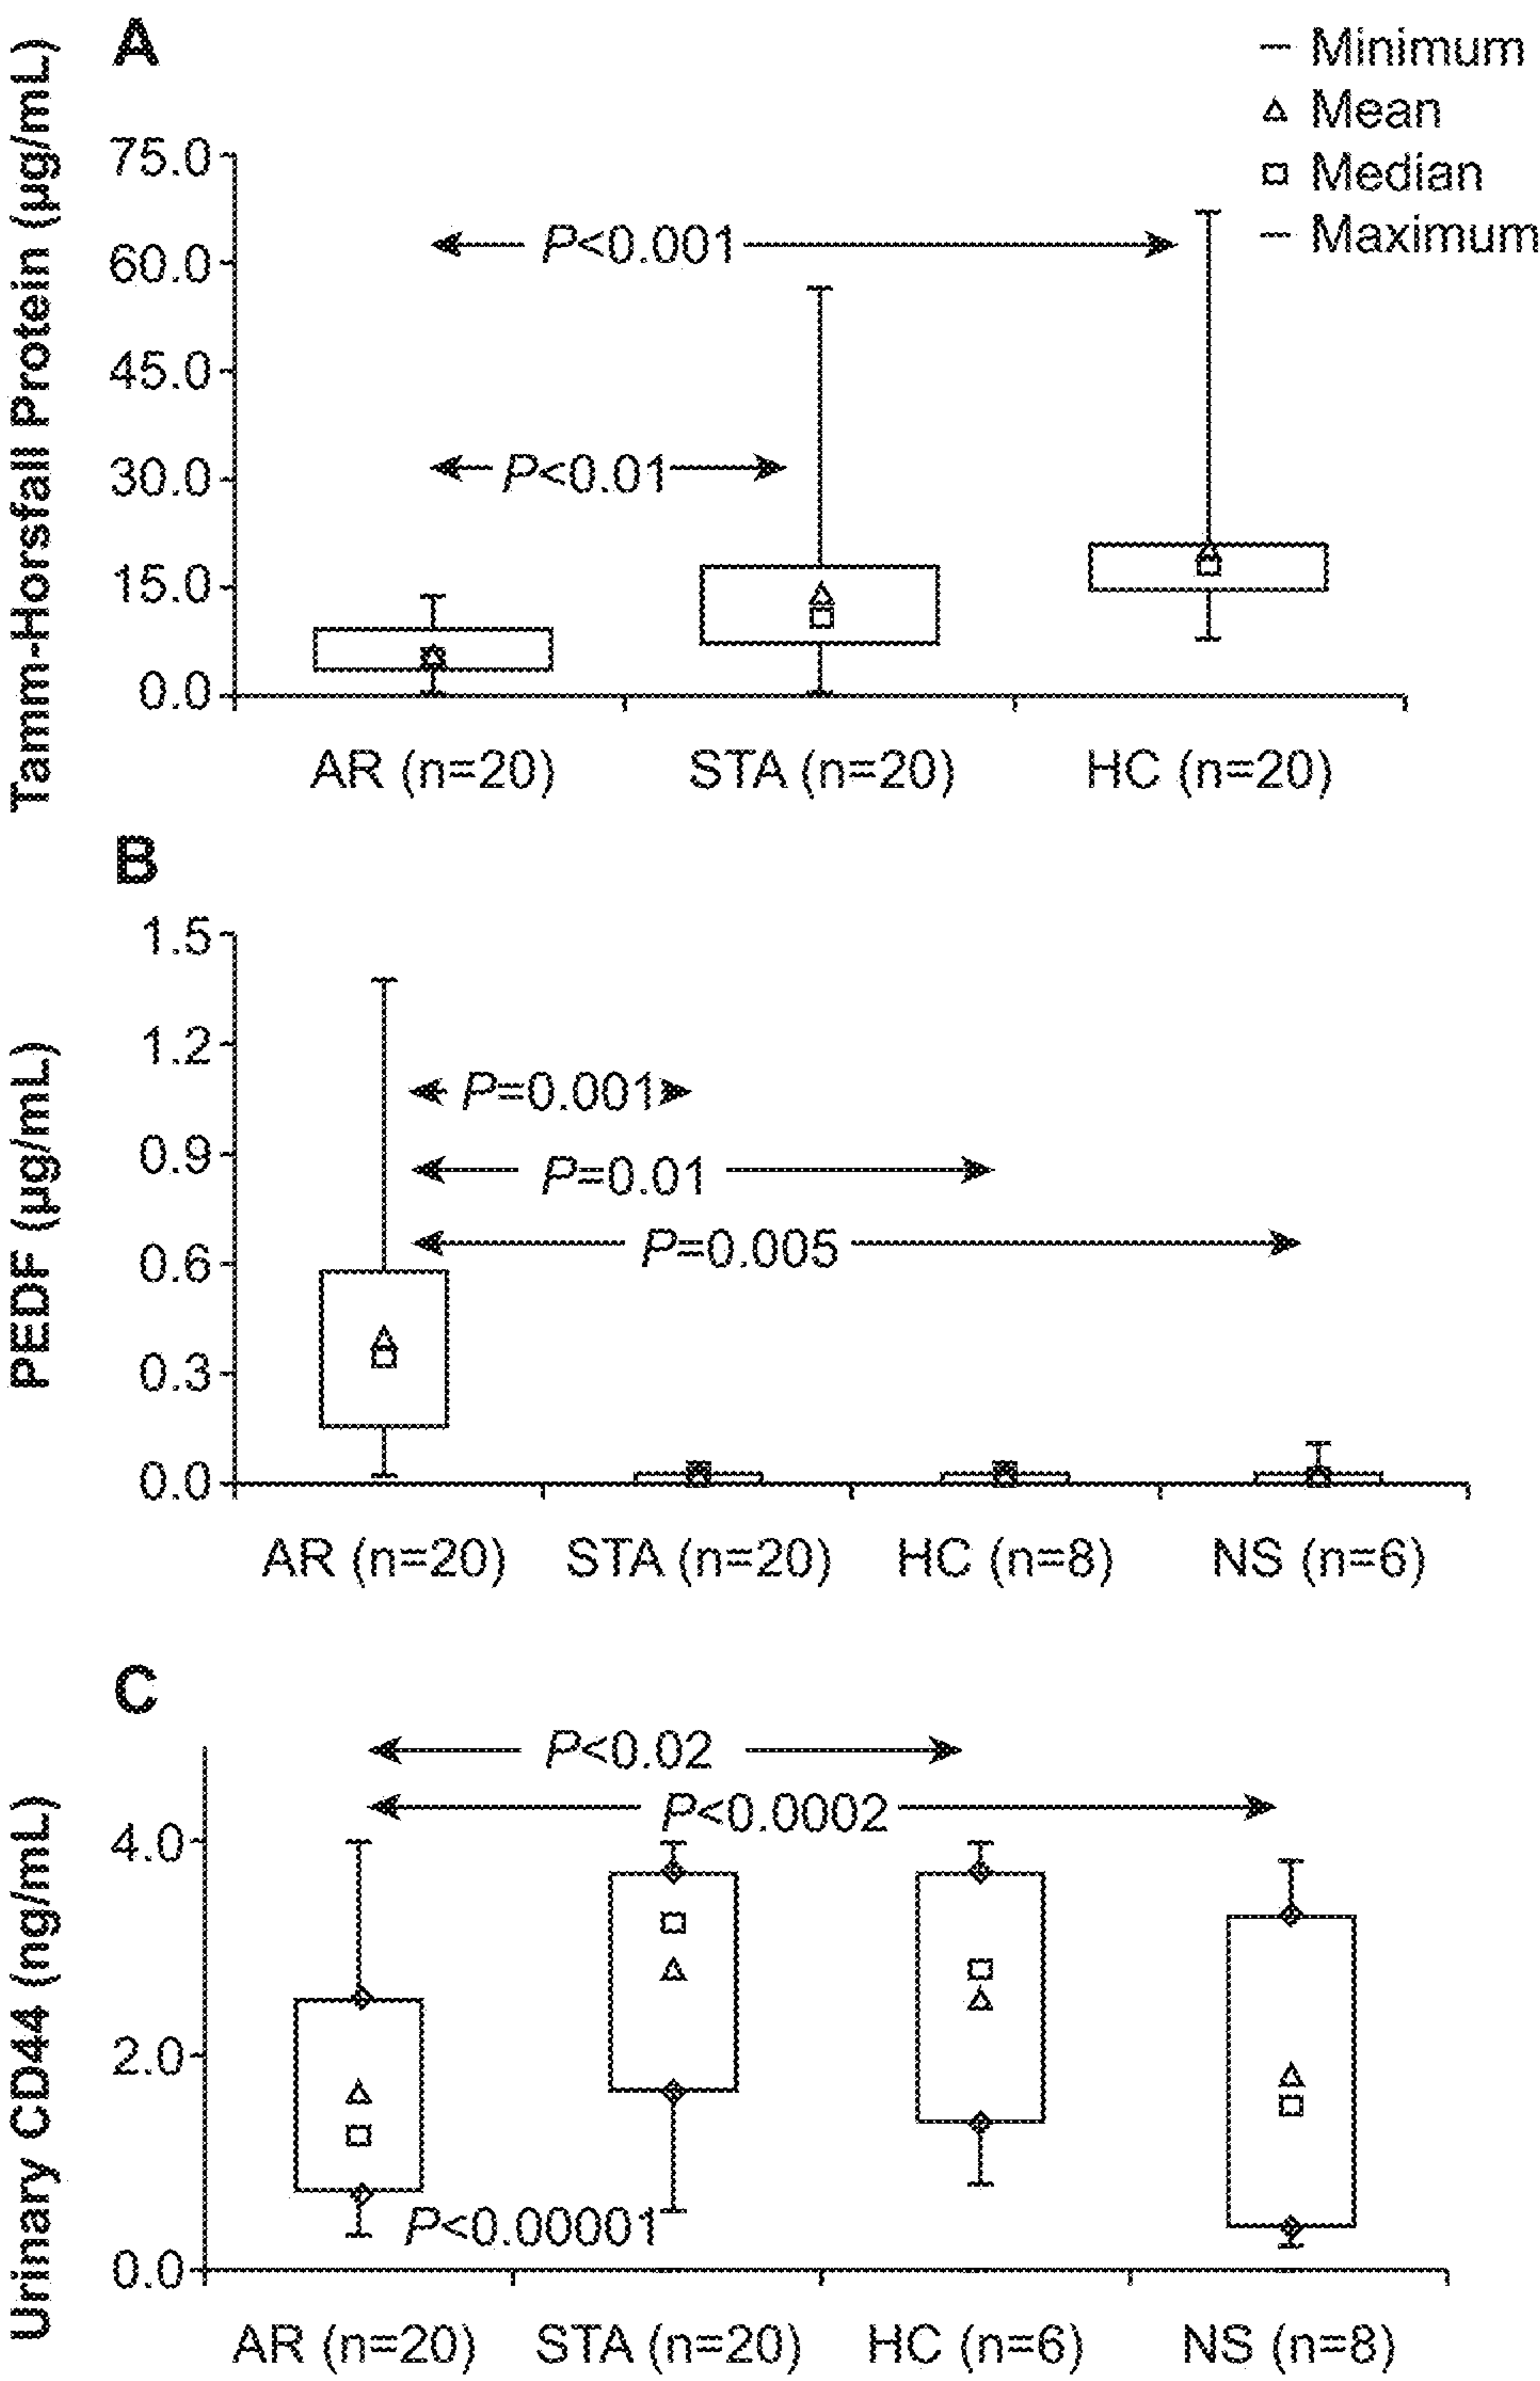 A
Minimum
Mean
Median
Maximum
Tamm-Horsfall Protein (µg/mL)
75.0
60.0
45.0
30.0
15.0
0.0
P<0.001
P<0.01
AR (n=20) STA (n=20) HC (n=20)
B
PEDF (µg/mL)
1.5
1.2
0.9
0.6
0.3
0.0
P=0.001
P=0.01
P=0.005
AR (n=20) STA (n=20) HC (n=8) NS (n=6)
C
Urinary CD44 (ng/mL)
P<0.02
P<0.0002
4.0
2.0
0.0
P<0.00001
AR (n=20) STA (n=20) HC (n=6) NS (n=8)